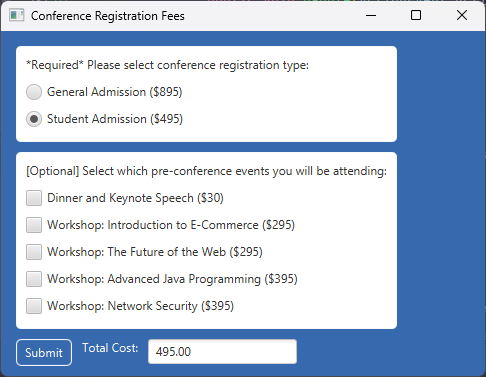 Conference Registration Fees
*Required* Please select conference registration type:
General Admission ($895)
Student Admission ($495)
[Optional] Select which pre-conference events you will be attending:
Dinner and Keynote Speech ($30)
Workshop: Introduction to E-Commerce ($295)
Workshop: The Future of the Web ($295)
Workshop: Advanced Java Programming ($395)
Workshop: Network Security ($395)
Submit Total Cost: 495.00